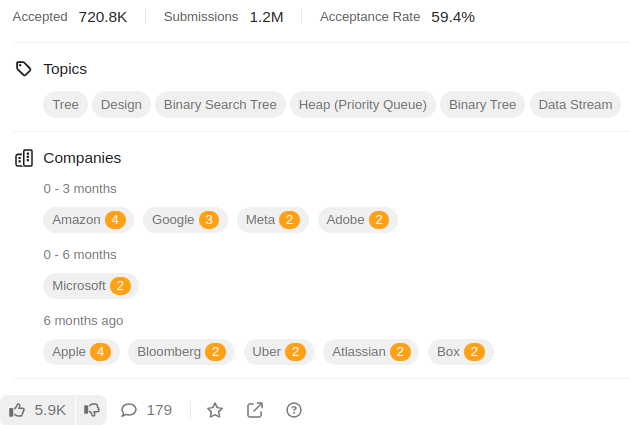 Accepted 720.8K Submissions 1.2M Acceptance Rate 59.4%
Topics
Tree Design Binary Search Tree Heap (Priority Queue) Binary Tree Data Stream
Companies
0 - 3 months
Amazon 4 Google 3 Meta 2 Adobe 2
0 - 6 months
Microsoft 2
6 months ago
Apple 4 Bloomberg 2 Uber 2 Atlassian 2 Box 2
5.9K 179